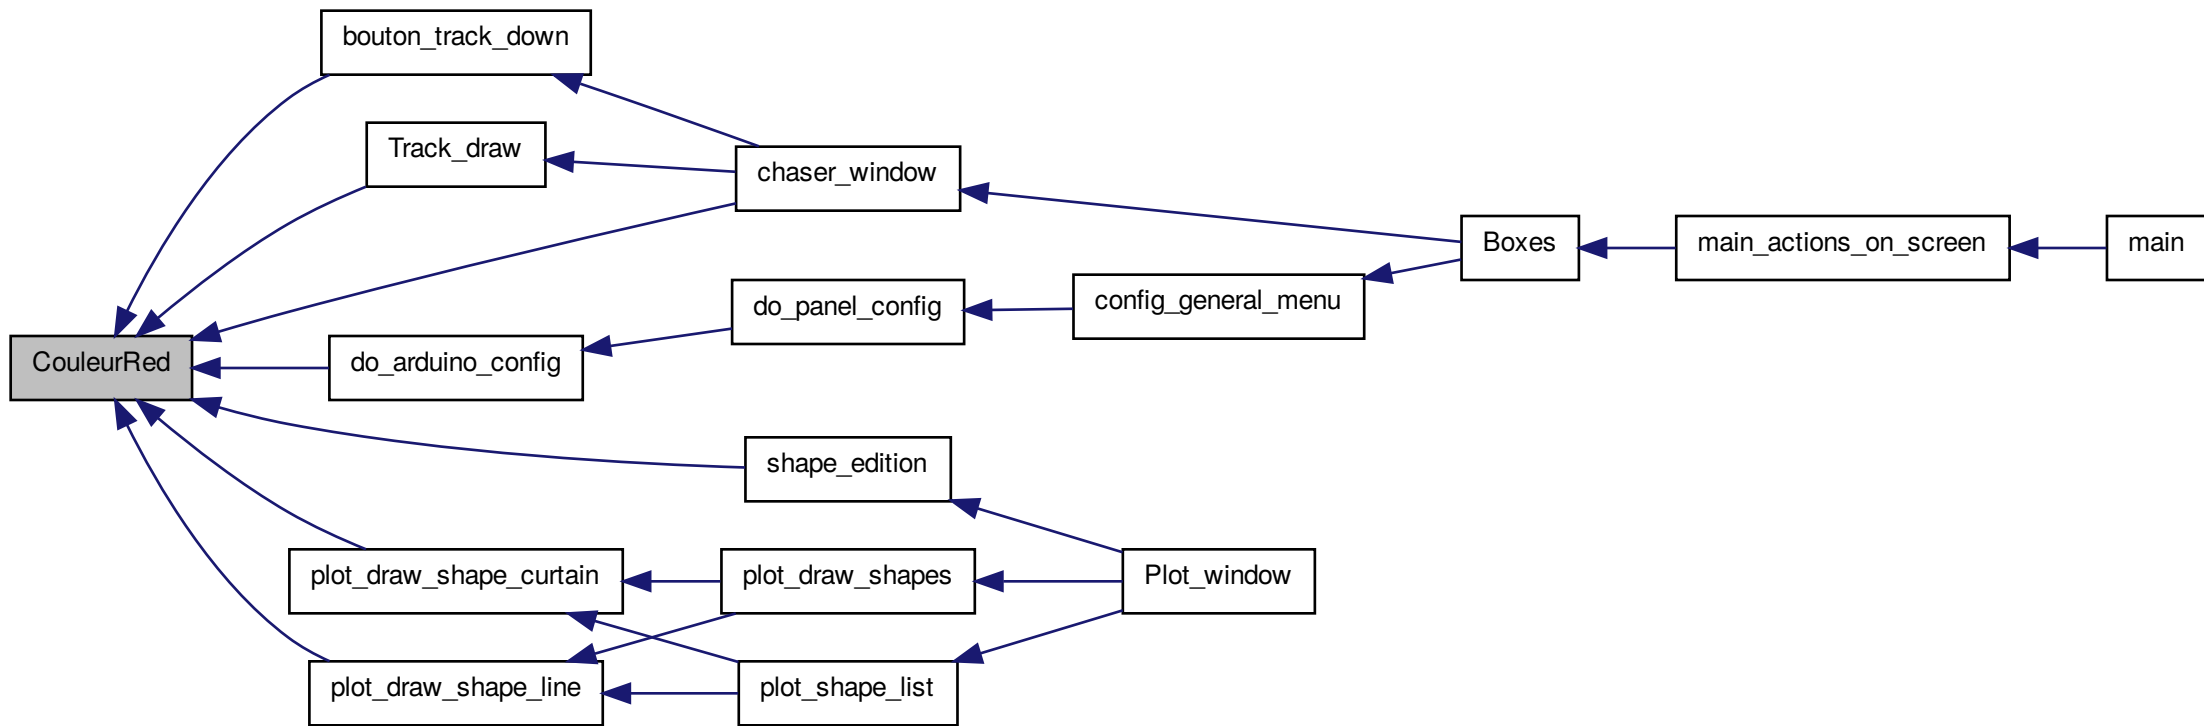 bouton_track_down
Track_draw
chaser_window
Boxes
main_actions_on_screen
main
do_panel_config
config_general_menu
CouleurRed
do_arduino_config
shape_edition
plot_draw_shape_curtain
plot_draw_shapes
Plot_window
plot_draw_shape_line
plot_shape_list